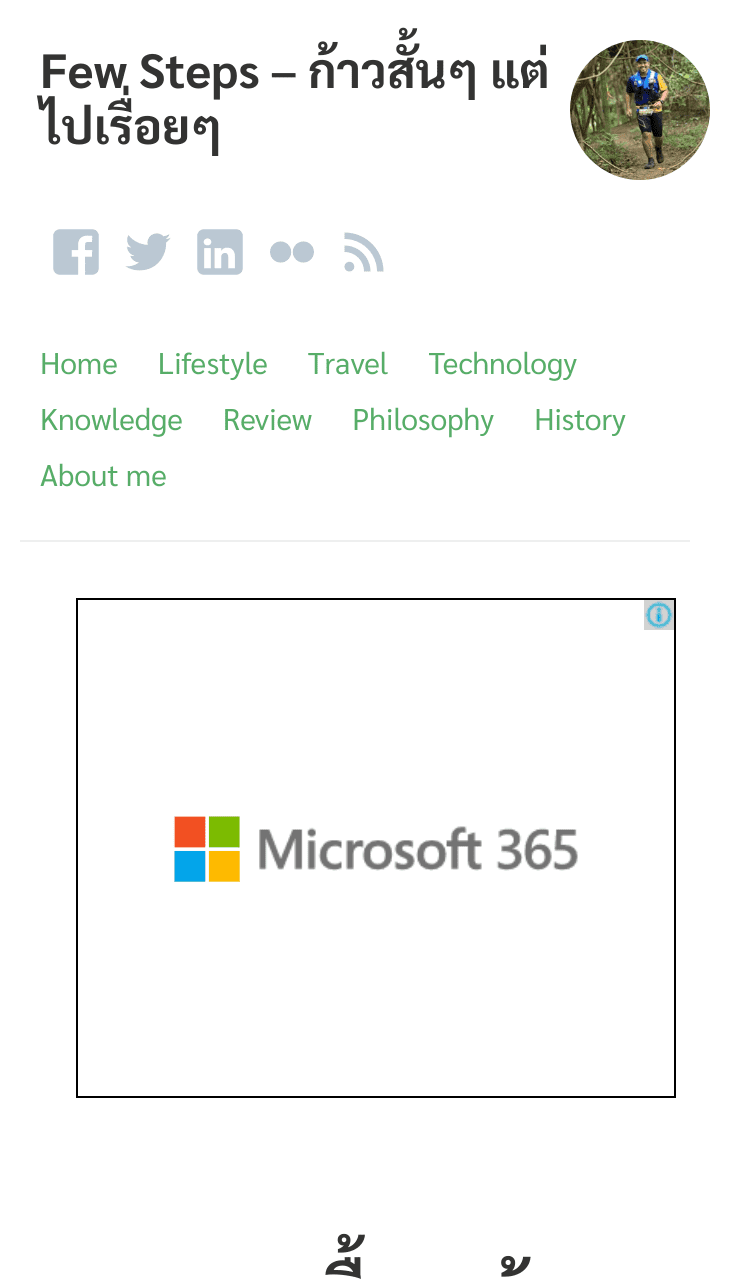 Few Steps – ก้าวสั้นๆ แต่
ไปเรื่อยๆ
Home Lifestyle Travel Technology
Knowledge Review Philosophy History
About me
Microsoft 365